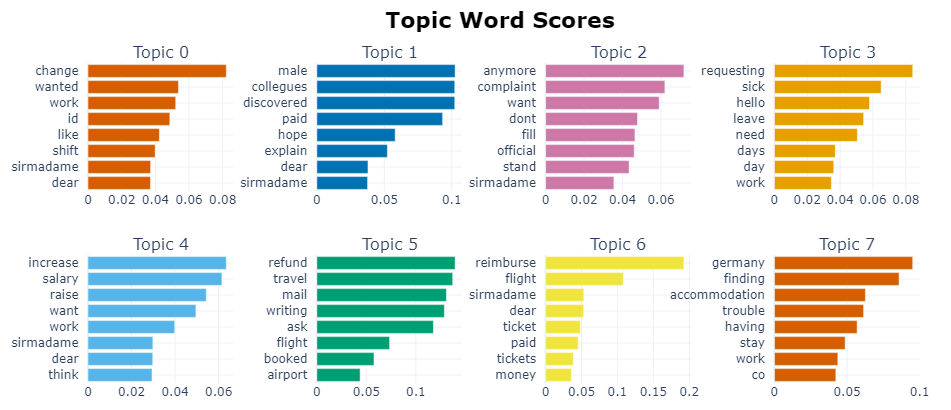 Topic Word Scores
Topic 0
change
wanted
work
id
like
shift
sirmadame
dear
0 0.02 0.04 0.06 0.08
Topic 1
male
collegues
discovered
paid
hope
explain
dear
sirmadame
0 0.05 0.1
Topic 2
anymore
complaint
want
dont
fill
official
stand
sirmadame
0 0.02 0.04 0.06
Topic 3
requesting
sick
hello
leave
need
days
day
work
0 0.02 0.04 0.06 0.08
Topic 4
increase
salary
raise
want
work
sirmadame
dear
think
0 0.02 0.04 0.06
Topic 5
refund
travel
mail
writing
ask
flight
booked
airport
0 0.05 0.1
Topic 6
reimburse
flight
sirmadame
dear
ticket
paid
tickets
money
0 0.05 0.1 0.15 0.2
Topic 7
germany
finding
accommodation
trouble
having
stay
work
co
0 0.05 0.1